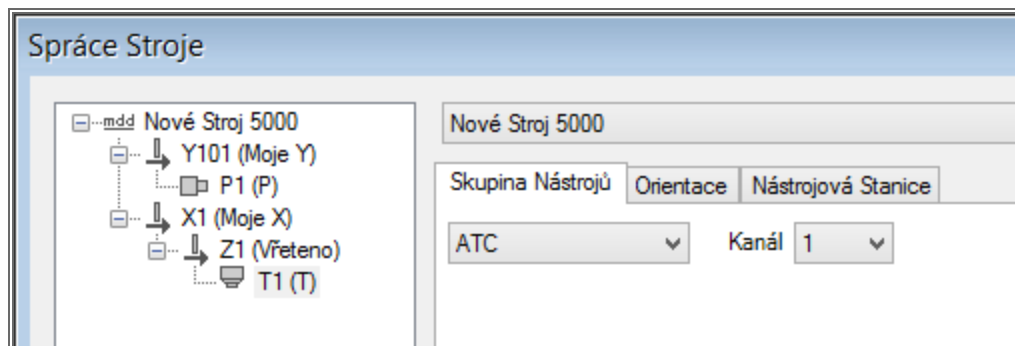 Spráce Stroje
mdd Nové Stroj 5000
Y101 (Moje Y)
P1 (P)
X1 (Moje X)
Z1 (Vřeteno)
T1 (T)
Nové Stroj 5000
Skupina Nástrojů Orientace Nástrojová Stanice
ATC Kanál 1